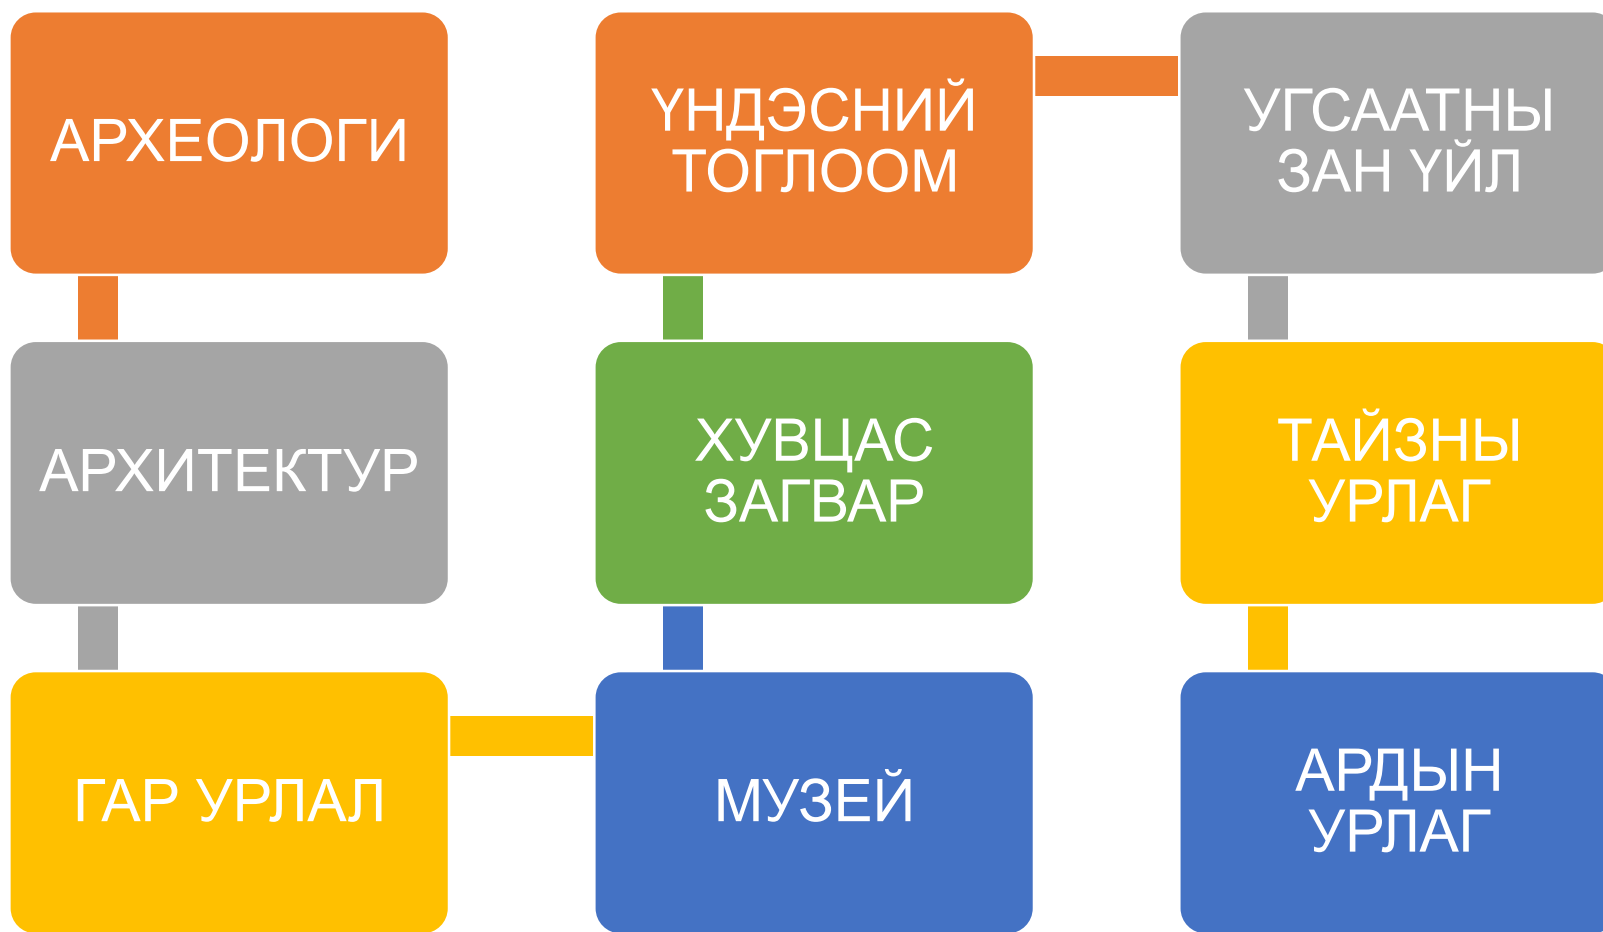 АРХЕОЛОГИ
АРХИТЕКТУР
ГАР УРЛАЛ
МУЗЕЙ
ХУВЦАС
ЗАГВАР
ҮНДЭСНИЙ
ТОГЛООМ
УГСААТНЫ
ЗАН ҮЙЛ
ТАЙЗНЫ
УРЛАГ
АРДЫН
УРЛАГ